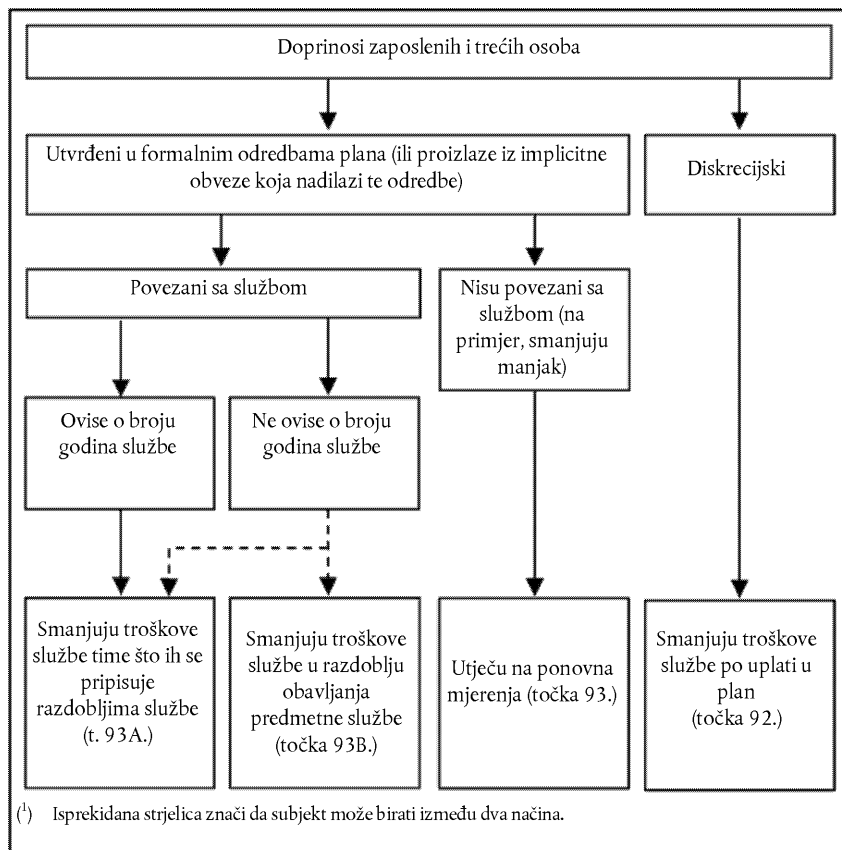 Doprinosi zaposlenih i trećih osoba
Utvrđeni u formalnim odredbama plana (ili proizlaze iz implicitne
obveze koja nadilazi te odredbe)
Diskrecijski
Povezani sa službom
Nisu povezani sa
službom (na
primjer, smanjuju
manjak)
Ovise o broju
godina službe
Ne ovise o broju
godina službe
Smanjuju troškove
službe time što ih se
pripisuje
razdobljima službe
(t. 93A.)
Smanjuju troškove
službe u razdoblju
obavljanja
predmetne službe
(točka 93B.)
Utječu na ponovna
mjerenja (točka 93.)
Smanjuju troškove
službe po uplati u
plan
(točka 92.)
(¹) Isprekidana strjelica znači da subjekt može birati između dva načina.